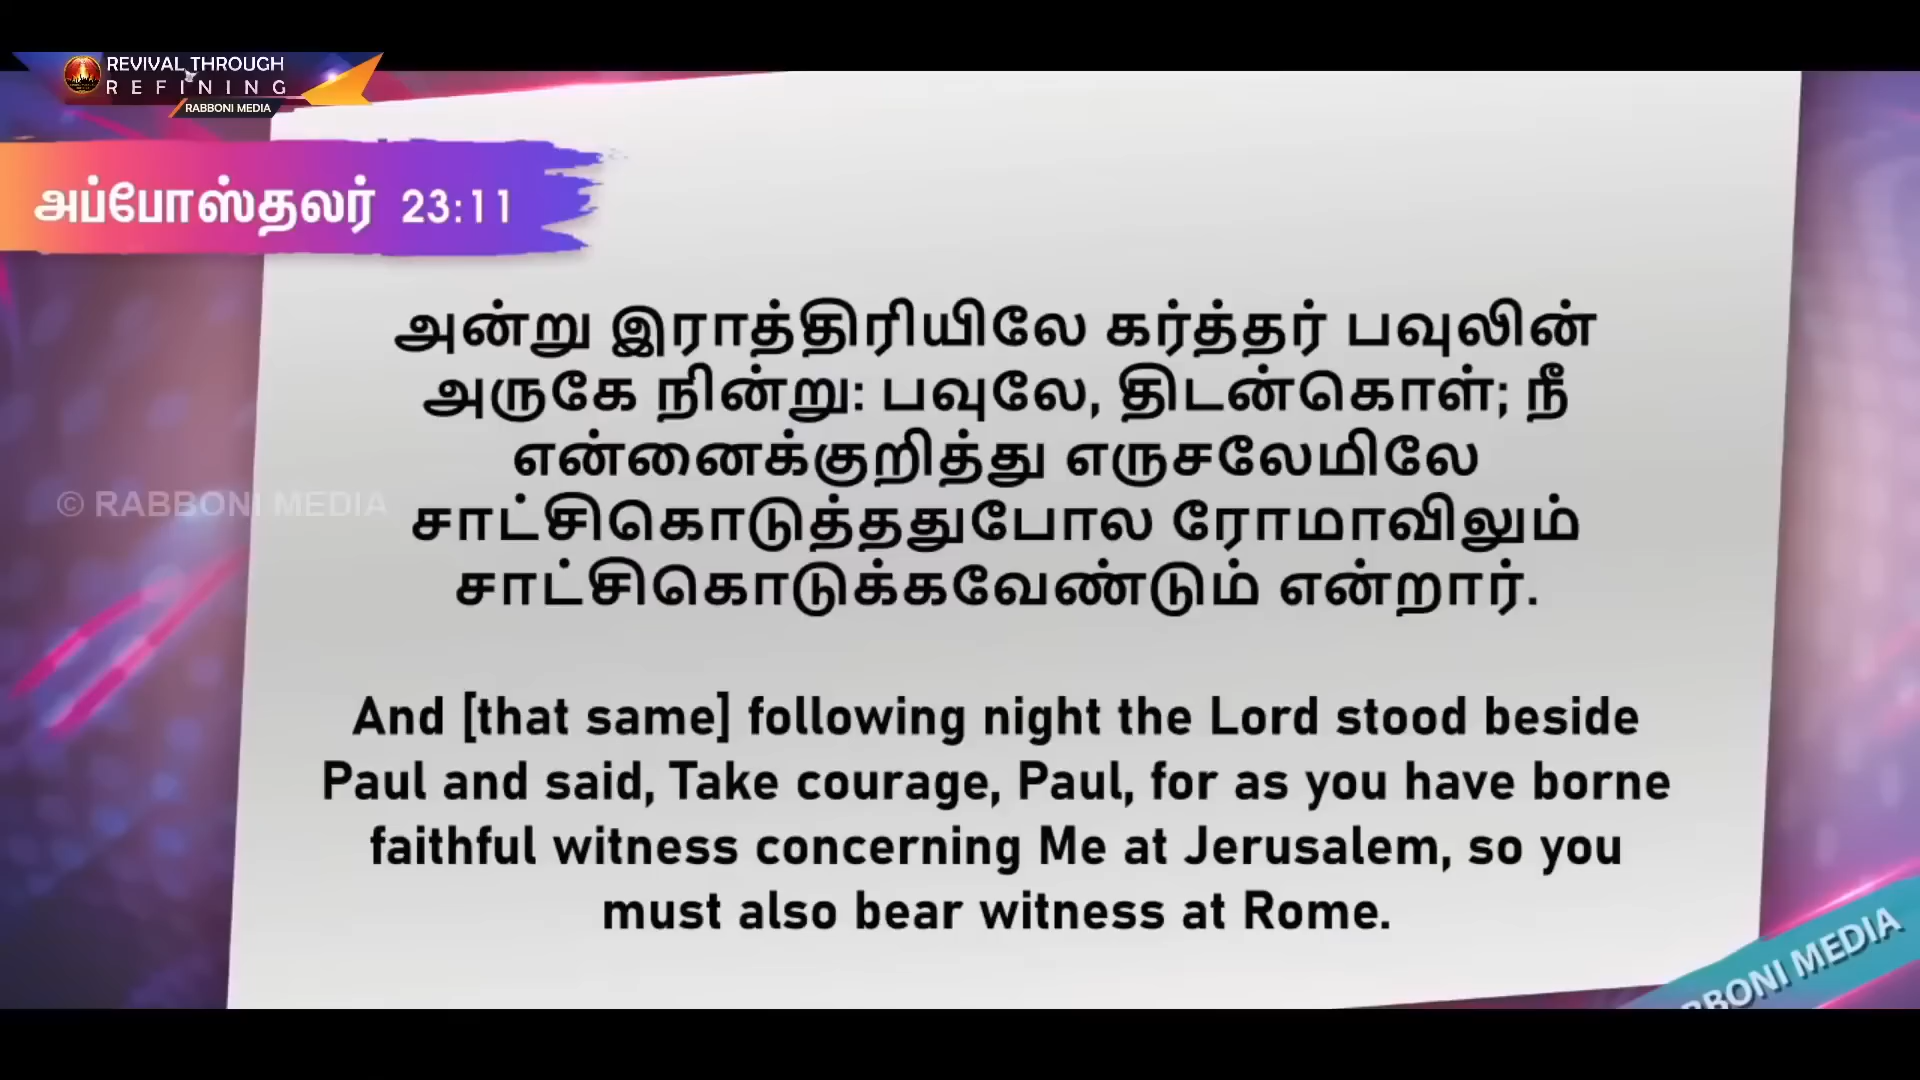 REVIVAL THROUGH
REFINING
RABBONI MEDIA
அப்போஸ்தலர் 23:11
அன்று இராத்திரியிலே கர்த்தர் பவுலின்
அருகே நின்று: பவுலே, திடன்கொள்; நீ
என்னைக்குறித்து எருசலேமிலே
சாட்சிகொடுத்ததுபோல ரோமாவிலும்
சாட்சிகொடுக்கவேண்டும் என்றார்.
© RABBONI MEDIA
And [that same] following night the Lord stood beside
Paul and said, Take courage, Paul, for as you have borne
faithful witness concerning Me at Jerusalem, so you
must also bear witness at Rome.
BBONI MEDIA